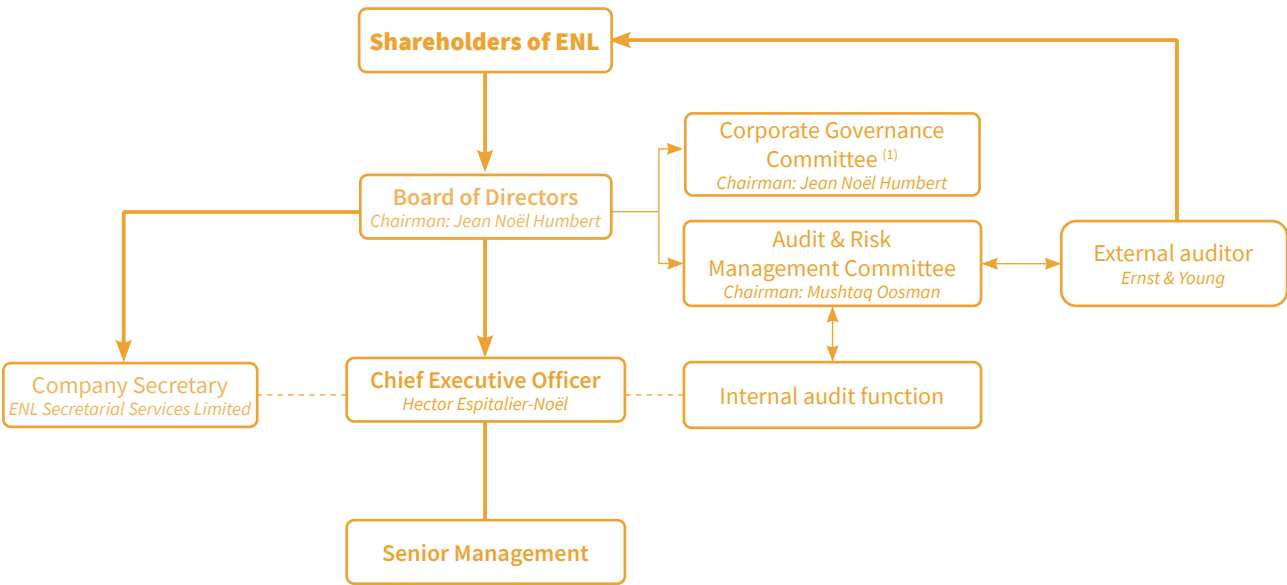 Shareholders of ENL
Corporate Governance
Committee (1)
Chairman: Jean Noël Humbert
Board of Directors
Chairman: Jean Noël Humbert
Audit & Risk
Management Committee
Chairman: Mushtaq Oosman
External auditor
Ernst & Young
Company Secretary
ENL Secretarial Services Limited
Chief Executive Officer
Hector Espitalier-Noël
Internal audit function
Senior Management